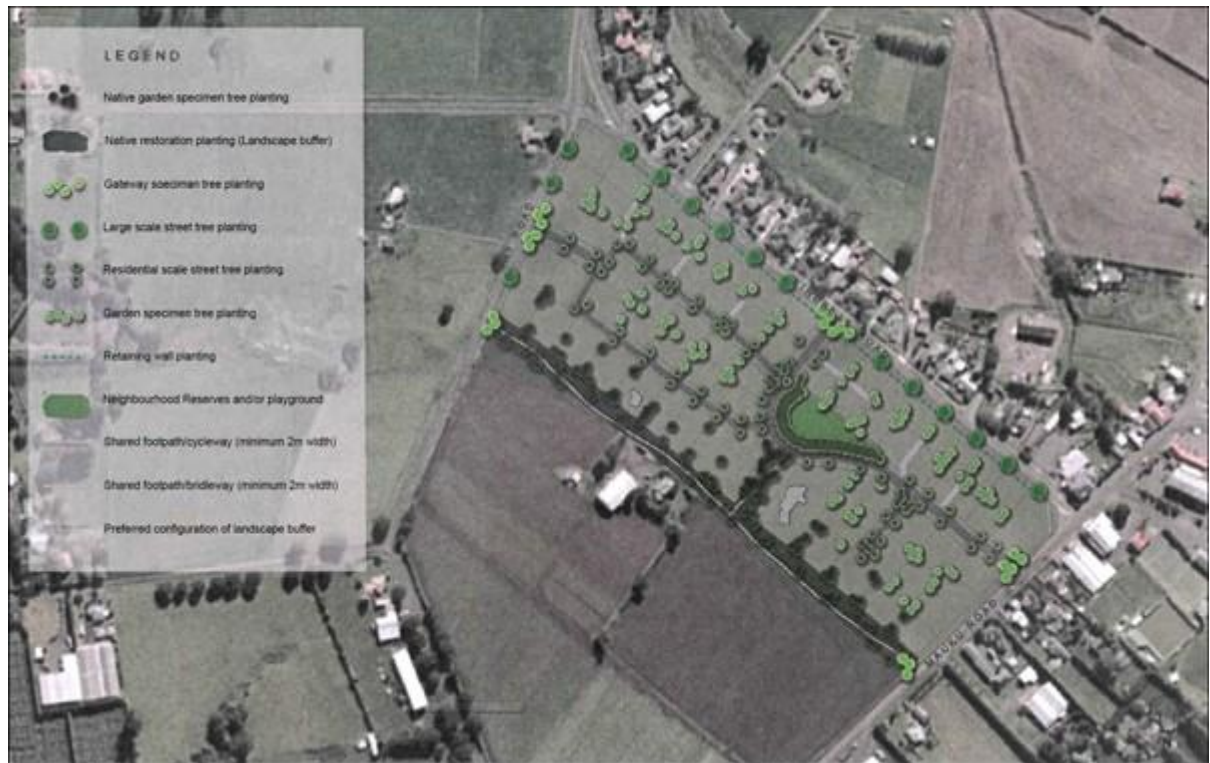 LEGEND
Native garden specimen tree planting
Native restoration planting (Landscape buffer)
Gateway specimen tree planting
Large scale street tree planting
Residential scale street tree planting
Garden specimen tree planting
Retaining wall planting
Neighbourhood Reserves and/or playground
Shared footpath/cycleway (minimum 2m width)
Shared footpath/bridleway (minimum 2m width)
Preferred configuration of landscape buffer
ROAD